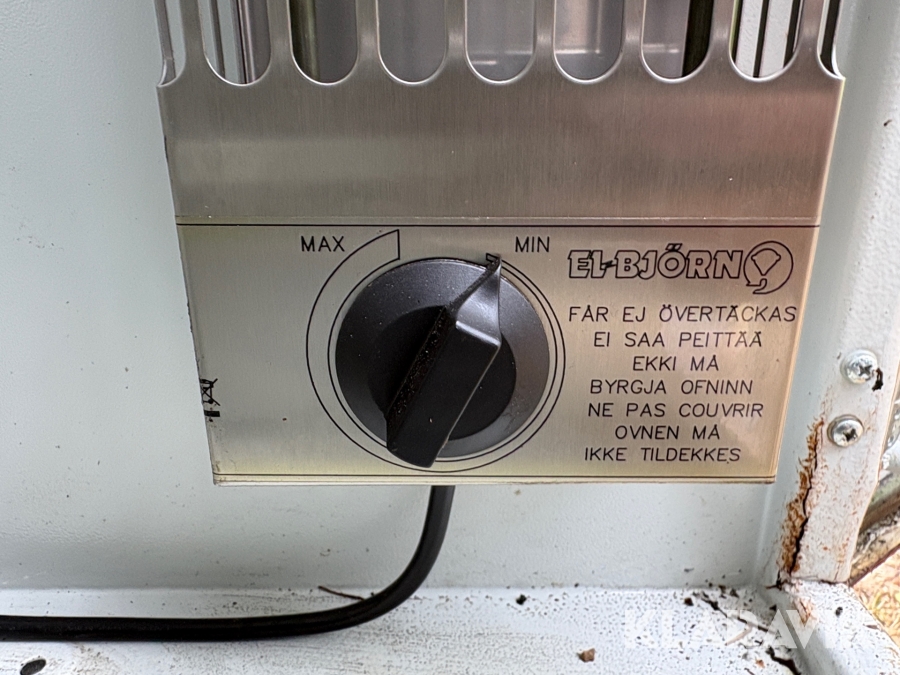 MAX
MIN
EL-BJÖRN
FÅR EJ ÖVERTÄCKAS
EI SAA PEITTÄÄ
EKKI MÁ
BYRGJA OFNINN
NE PAS COUVRIR
OVNEN MÅ
IKKE TILDEKKES
KLARAVIK